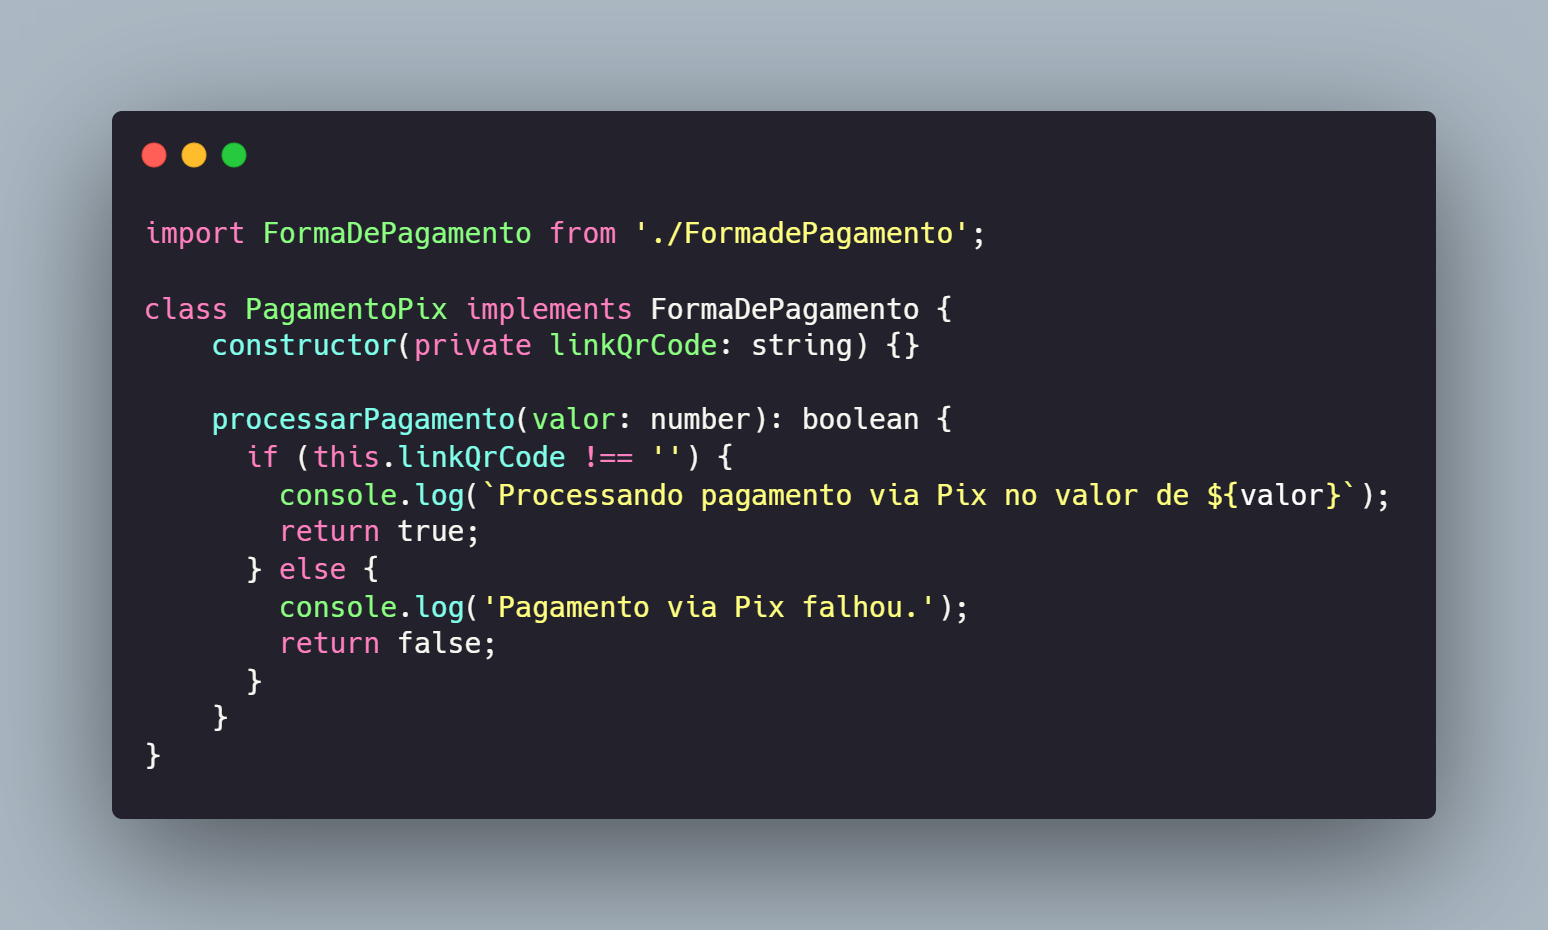 import FormaDePagamento from './FormadePagamento';

class PagamentoPix implements FormaDePagamento {
    constructor(private linkQrCode: string) {}

    processarPagamento(valor: number): boolean {
      if (this.linkQrCode !== '') {
        console.log(`Processando pagamento via Pix no valor de ${valor}`);
        return true;
      } else {
        console.log('Pagamento via Pix falhou.');
        return false;
      }
    }
}